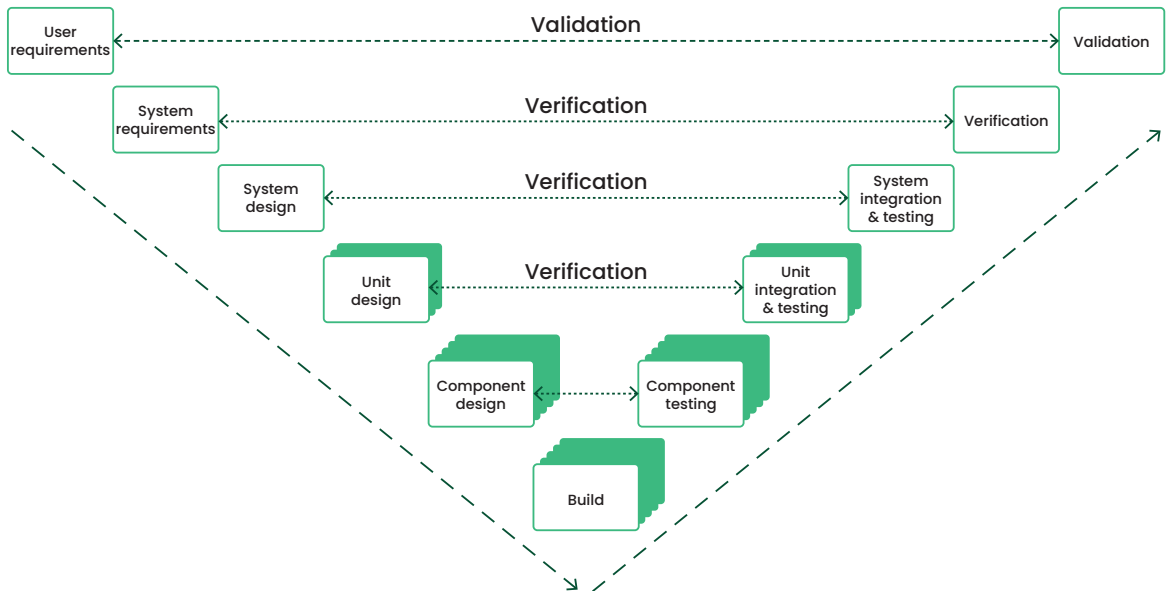 User
requirements
Validation
Validation
System
requirements
Verification
Verification
System
design
Verification
System
integration
& testing
Unit
design
Verification
Unit
integration
& testing
Component
design
Component
testing
Build